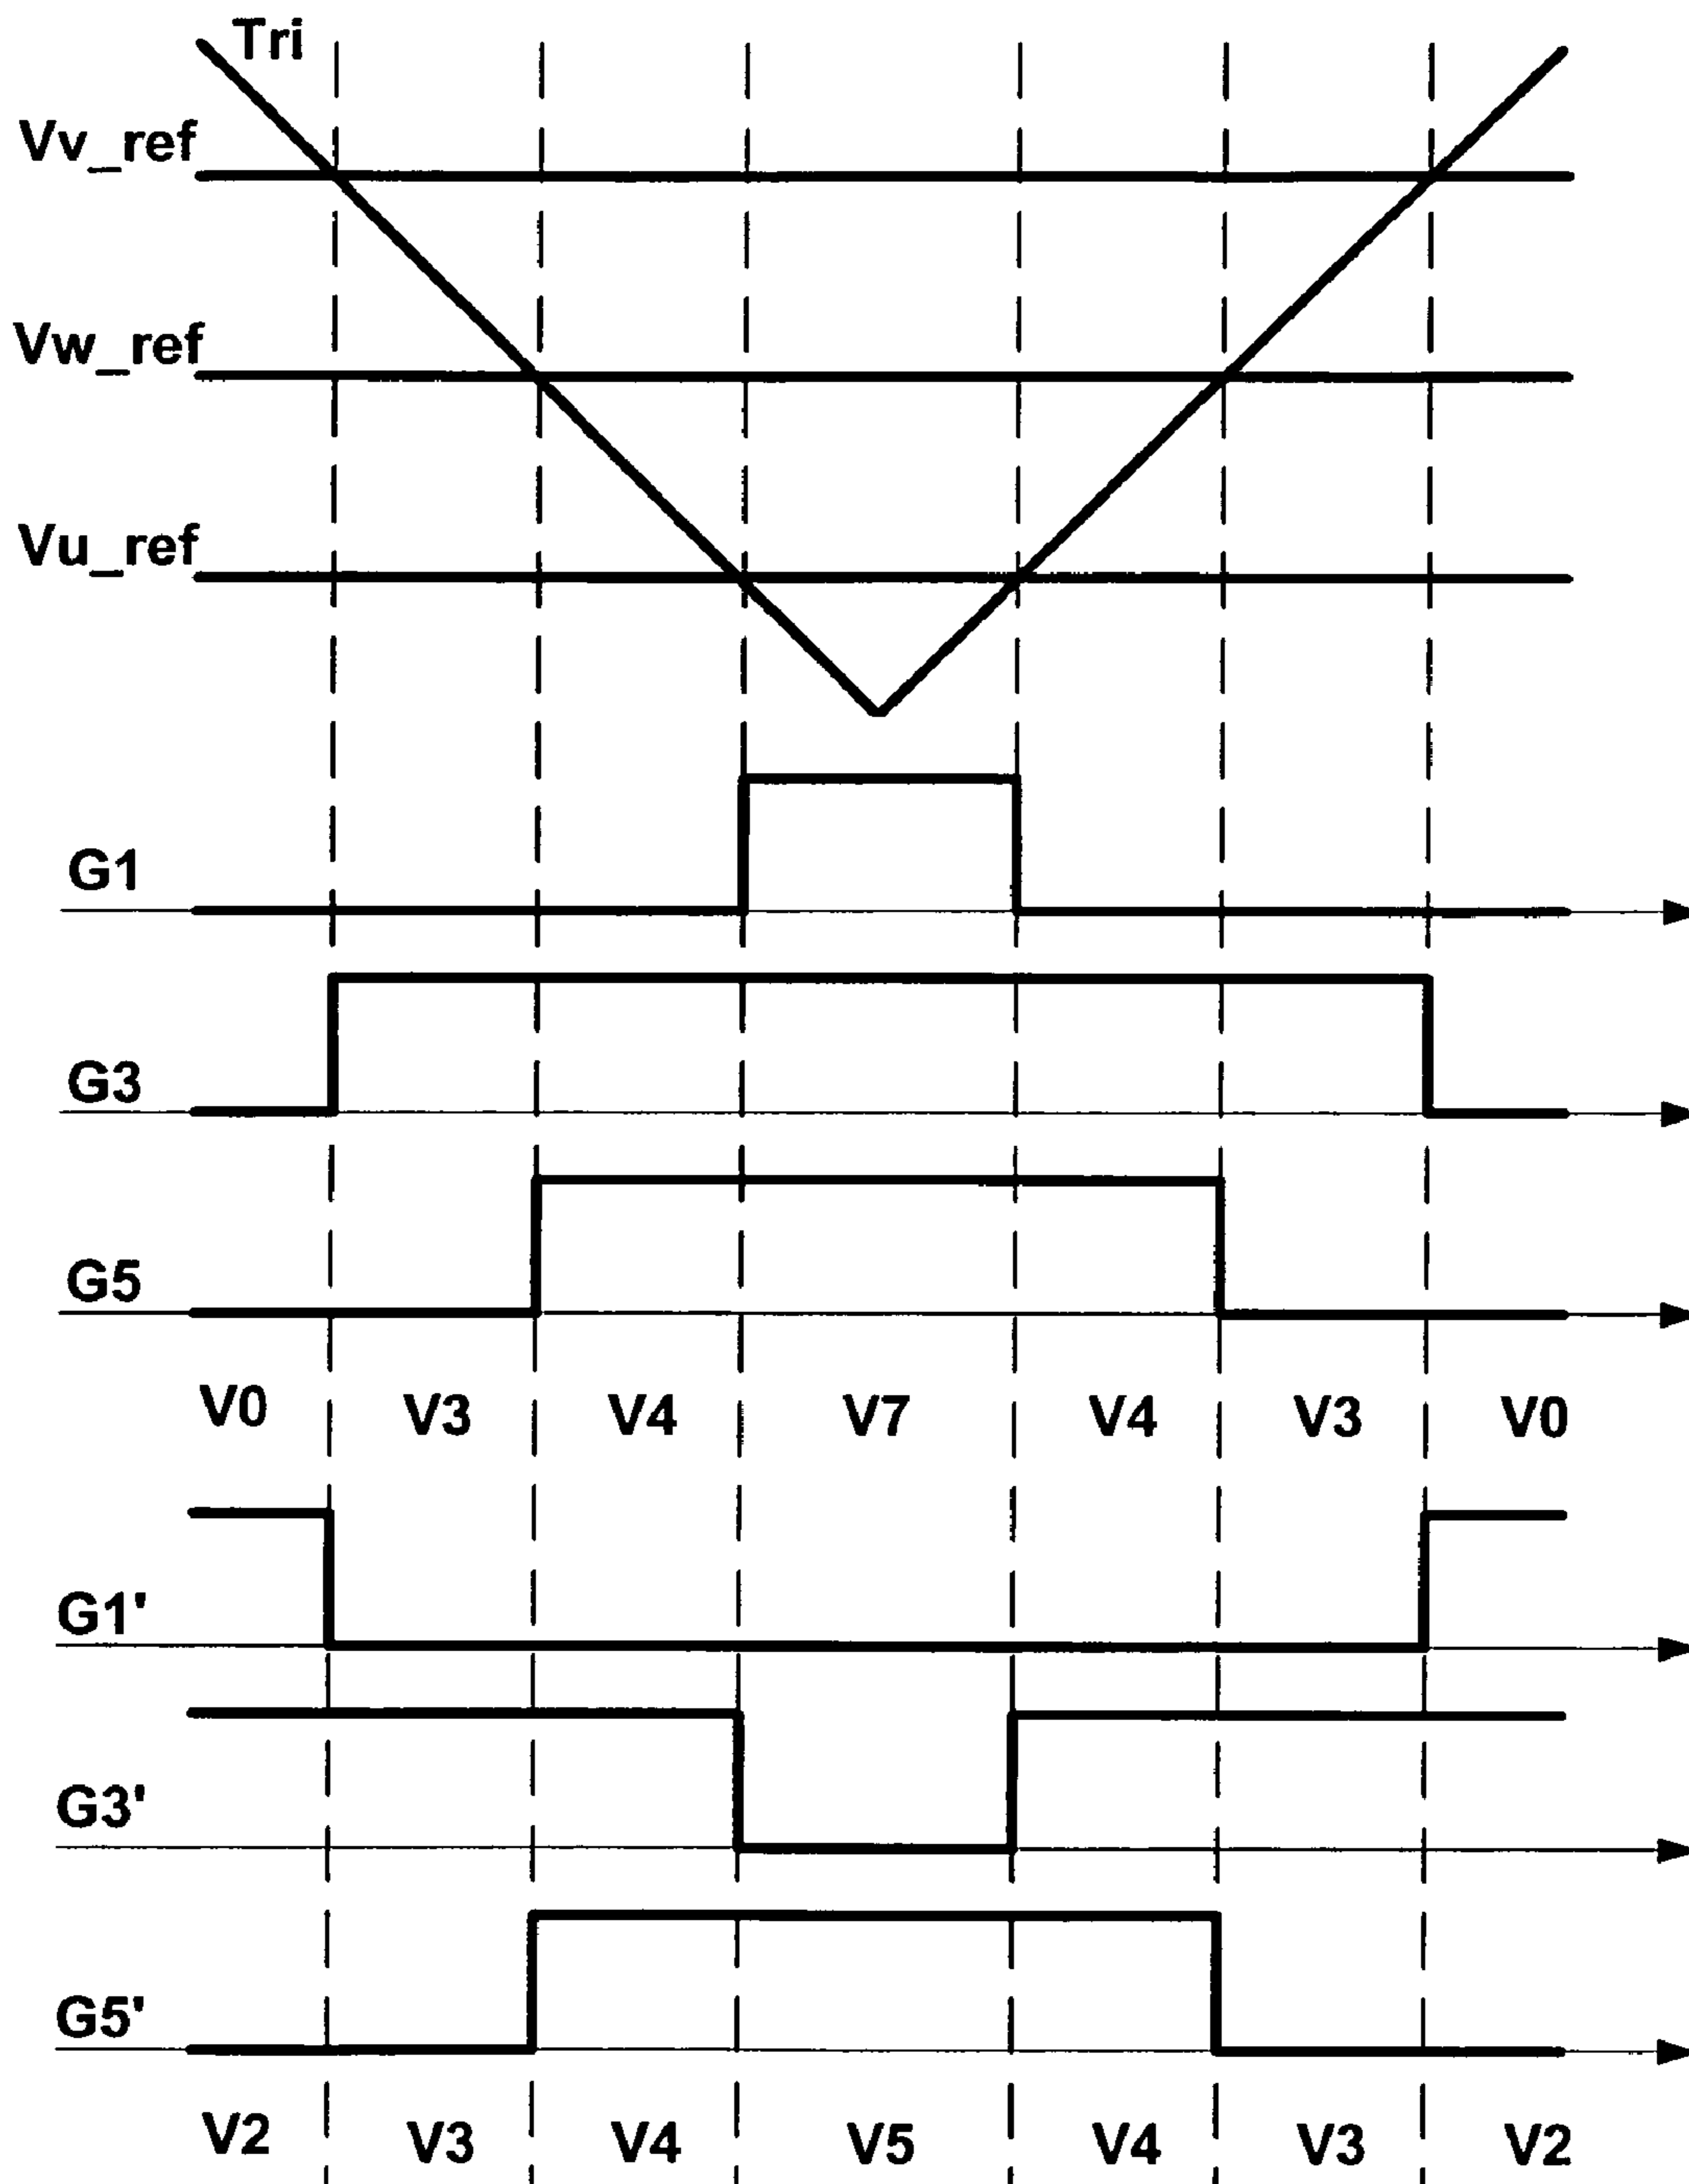 Tri
Vv_ref
Vw_ref
Vu_ref
G1
G3
G5
V0 V3 V4 V7 V4 V3 V0
G1'
G3'
G5'
V2 V3 V4 V5 V4 V3 V2